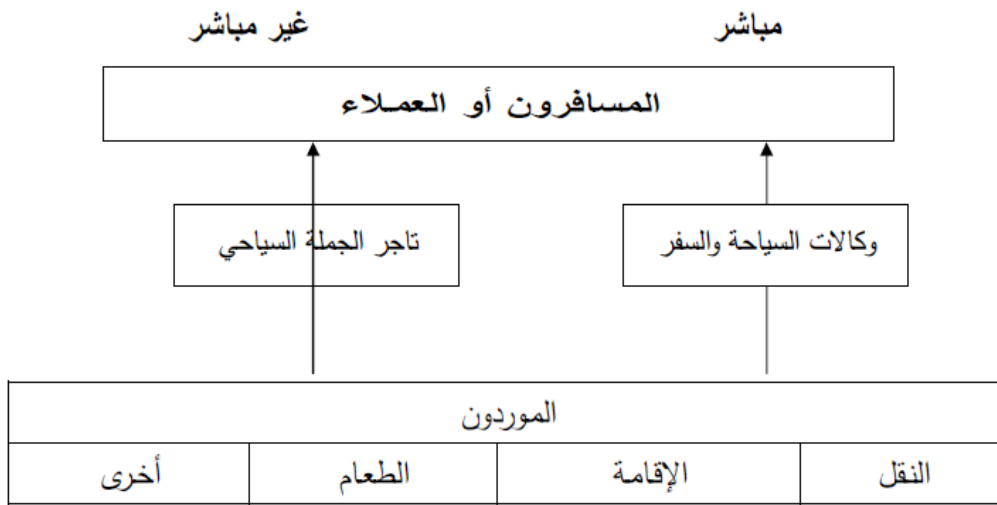 مباشر غير مباشر
المسافرون أو العملاء
وكالات السياحة والسفر تاجر الجملة السياحي
الموردون
النقل الإقامة الطعام أخرى